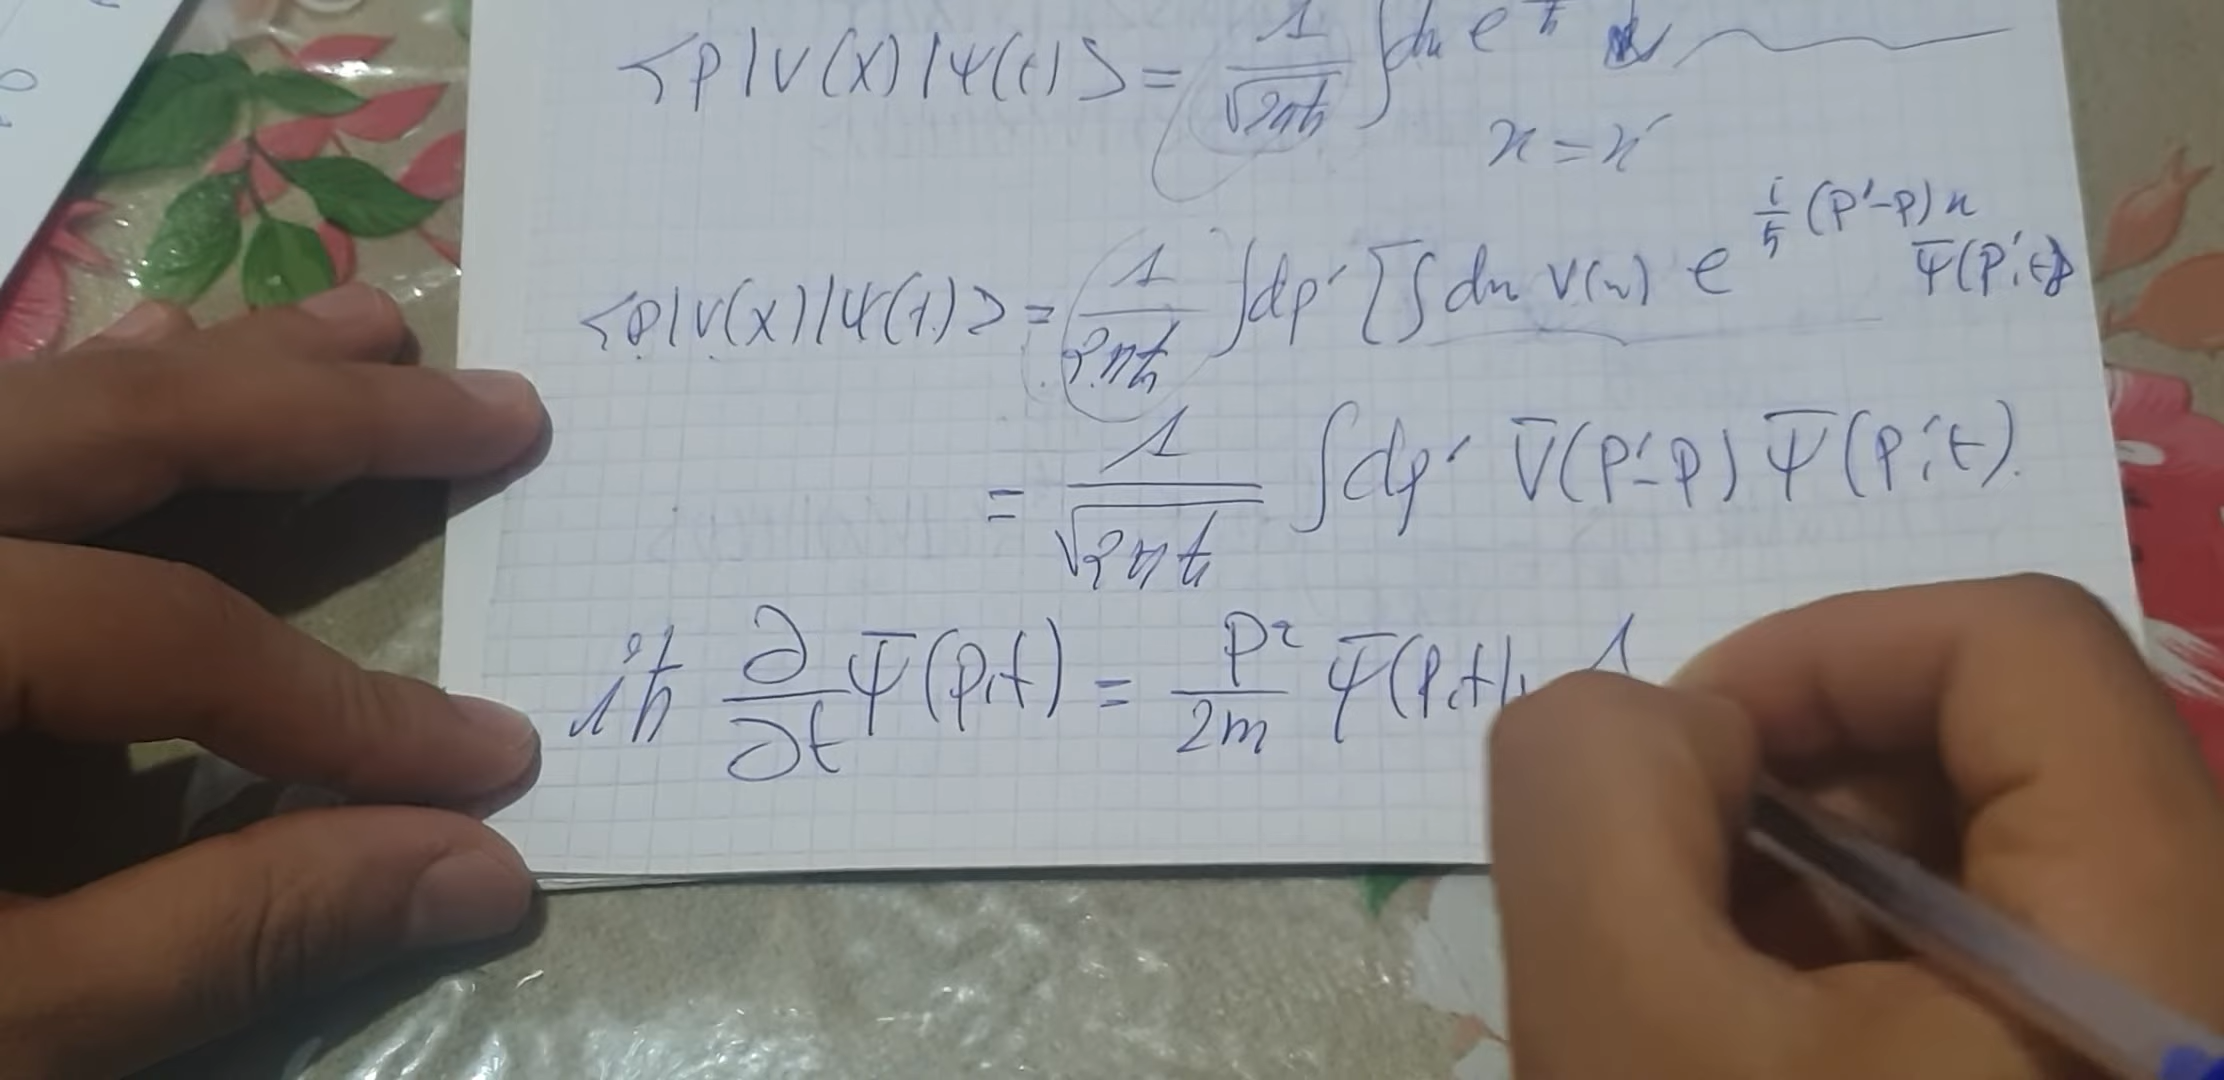 <p|V(X)|ψ(t)> = 1/√2πħ ∫dx e
x = x'
<p|V(X)|ψ(t)> = 1/2πħ ∫dp' [∫dx V(x) e^{i/ħ (p'-p)x} ψ̄(p',t)
= 1/√2πħ ∫dp' V̄(p'-p) ψ̄(p',t).
iħ ∂/∂t ψ̄(p,t) = p²/2m ψ̄(p,t)+ 1